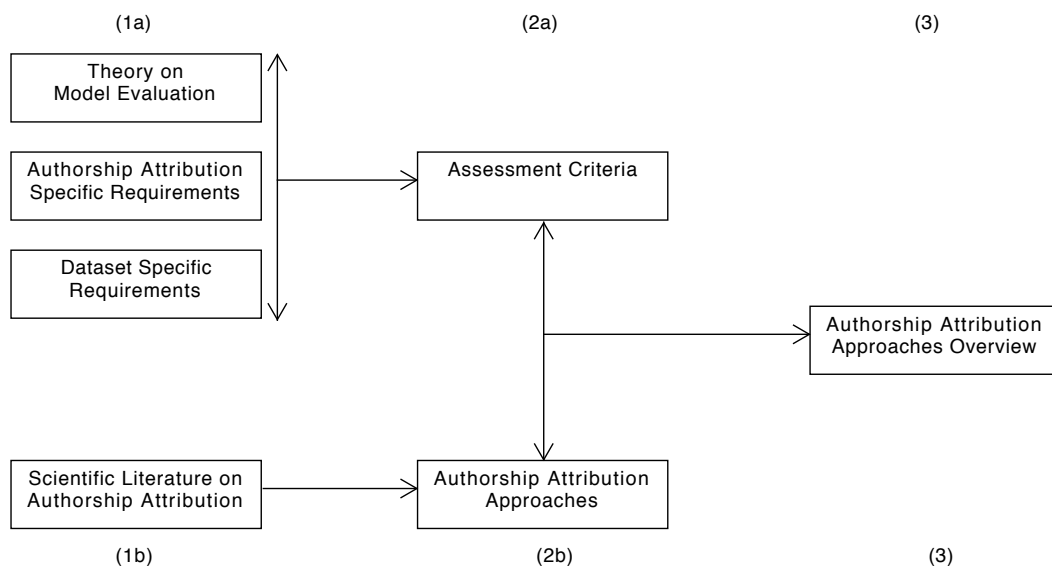 (1a)
(2a)
(3)
Theory on
Model Evaluation
Authorship Attribution
Specific Requirements
Assessment Criteria
Dataset Specific
Requirements
Authorship Attribution
Approaches Overview
Scientific Literature on
Authorship Attribution
Authorship Attribution
Approaches
(1b)
(2b)
(3)